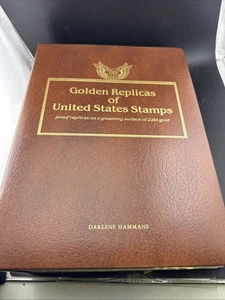 Golden Replicas
of
United States Stamps
proof replicas on a gleaming surface of 22kt gold
DARLENE HAMMANS